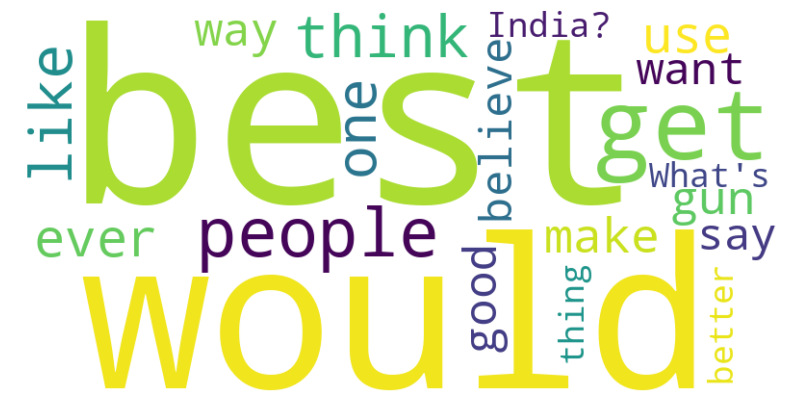 best
would
get
people
think
like
one
way
India?
use
want
believe
What's
gun
say
make
ever
good
thing
better